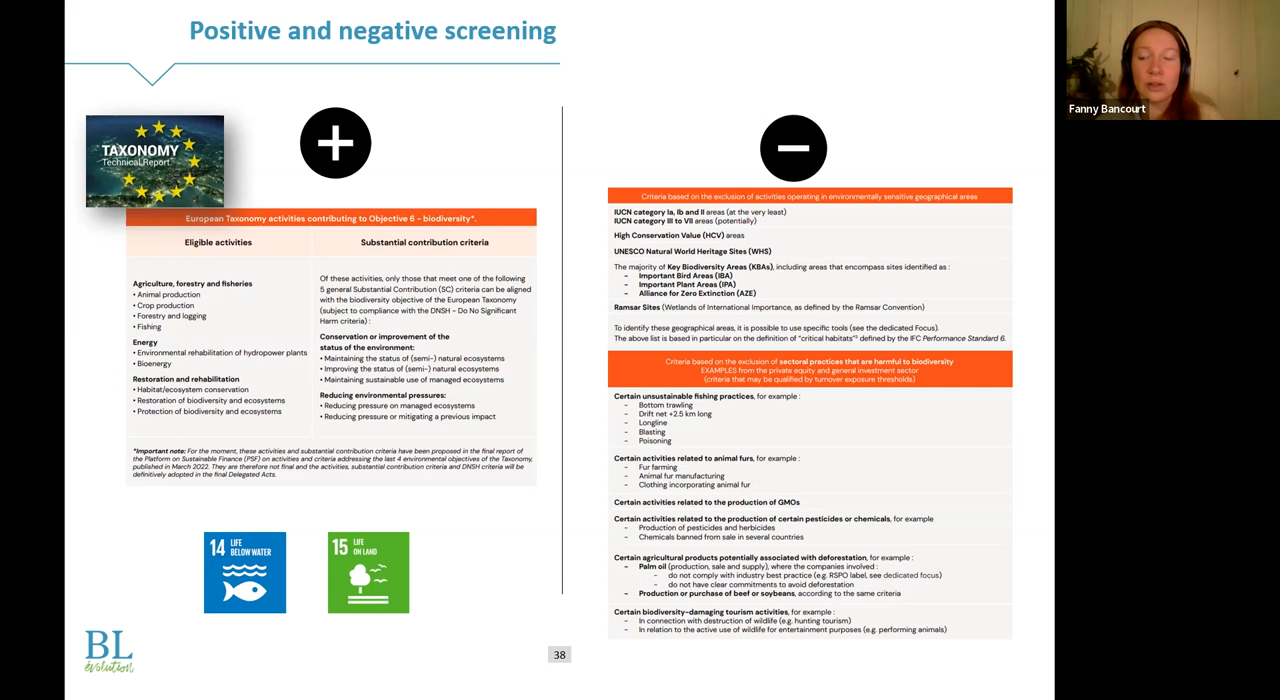 Positive and negative screening
Fanny Bancourt
TAXONOMY
Technical Report
European Taxonomy activities contributing to Objective 6 - biodiversity*.
Eligible activities
Substantial contribution criteria
Agriculture, forestry and fisheries
• Animal production
• Crop production
• Forestry and logging
• Fishing
Energy
• Environmental rehabilitation of hydropower plants
• Bioenergy
Restoration and rehabilitation
• Habitat/ecosystem conservation
• Restoration of biodiversity and ecosystems
• Protection of biodiversity and ecosystems
Of these activities, only those that meet one of the following
5 general Substantial Contribution (SC) criteria can be aligned
with the biodiversity objective of the European Taxonomy
(subject to compliance with the DNSH - Do No Significant
Harm criteria) :
Conservation or improvement of the
status of the environment:
• Maintaining the status of (semi-) natural ecosystems
• Improving the status of (semi-) natural ecosystems
• Maintaining sustainable use of managed ecosystems
Reducing environmental pressures:
• Reducing pressure on managed ecosystems
• Reducing pressure or mitigating a previous impact
*Important note: For the moment, these activities and substantial contribution criteria have been proposed in the final report of
the Platform on Sustainable Finance (PSF) on activities and criteria addressing the last 4 environmental objectives of the Taxonomy,
published in March 2022. They are therefore not final and the activities, substantial contribution criteria and DNSH criteria will be
definitively adopted in the final Delegated Acts.
14 LIFE
BELOW WATER
15 LIFE
ON LAND
Criteria based on the exclusion of activities operating in environmentally sensitive geographical areas
IUCN category Ia, Ib and II areas (at the very least)
IUCN category III to VII areas (potentially)
High Conservation Value (HCV) areas
UNESCO Natural World Heritage Sites (WHS)
The majority of Key Biodiversity Areas (KBAs), including areas that encompass sites identified as :
- Important Bird Areas (IBA)
- Important Plant Areas (IPA)
- Alliance for Zero Extinction (AZE)
Ramsar Sites (Wetlands of International Importance, as defined by the Ramsar Convention)
To identify these geographical areas, it is possible to use specific tools (see the dedicated Focus).
The above list is based in particular on the definition of "critical habitats"³ defined by the IFC Performance Standard 6.
Criteria based on the exclusion of sectoral practices that are harmful to biodiversity
EXAMPLES from the private equity and general investment sector
(criteria that may be qualified by turnover exposure thresholds)
Certain unsustainable fishing practices, for example :
- Bottom trawling
- Drift net +2.5 km long
- Longline
- Blasting
- Poisoning
Certain activities related to animal furs, for example :
- Fur farming
- Animal fur manufacturing
- Clothing incorporating animal fur
Certain activities related to the production of GMOs
Certain activities related to the production of certain pesticides or chemicals, for example
- Production of pesticides and herbicides
- Chemicals banned from sale in several countries
Certain agricultural products potentially associated with deforestation, for example :
- Palm oil (production, sale and supply), where the companies involved :
- do not comply with industry best practice (e.g. RSPO label, see dedicated focus)
- do not have clear commitments to avoid deforestation
- Production or purchase of beef or soybeans, according to the same criteria
Certain biodiversity-damaging tourism activities, for example :
- In connection with destruction of wildlife (e.g. hunting tourism)
- In relation to the active use of wildlife for entertainment purposes (e.g. performing animals)
BL
évolution
38